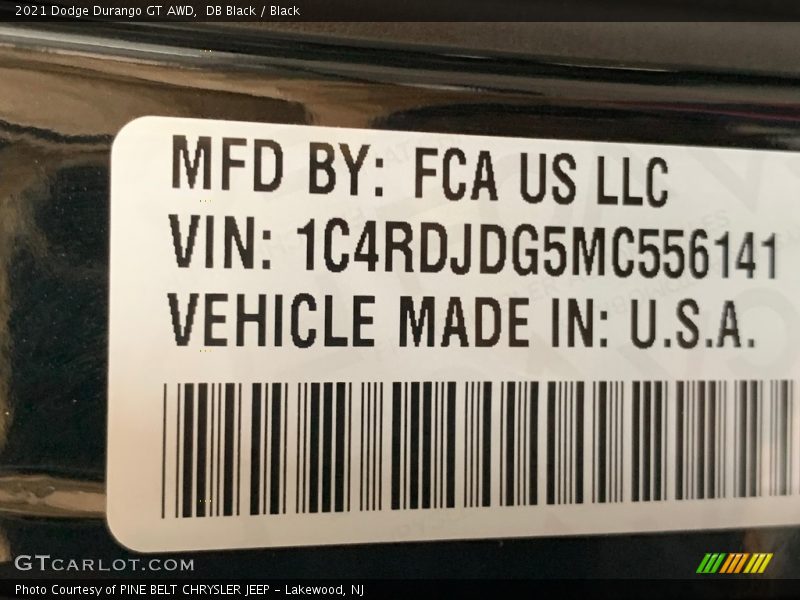 2021 Dodge Durango GT AWD,  DB Black / Black
MFD BY: FCA US LLC
VIN: 1C4RDJDG5MC556141
VEHICLE MADE IN: U.S.A.
GTCARLOT.COM
Photo Courtesy of PINE BELT CHRYSLER JEEP - Lakewood, NJ